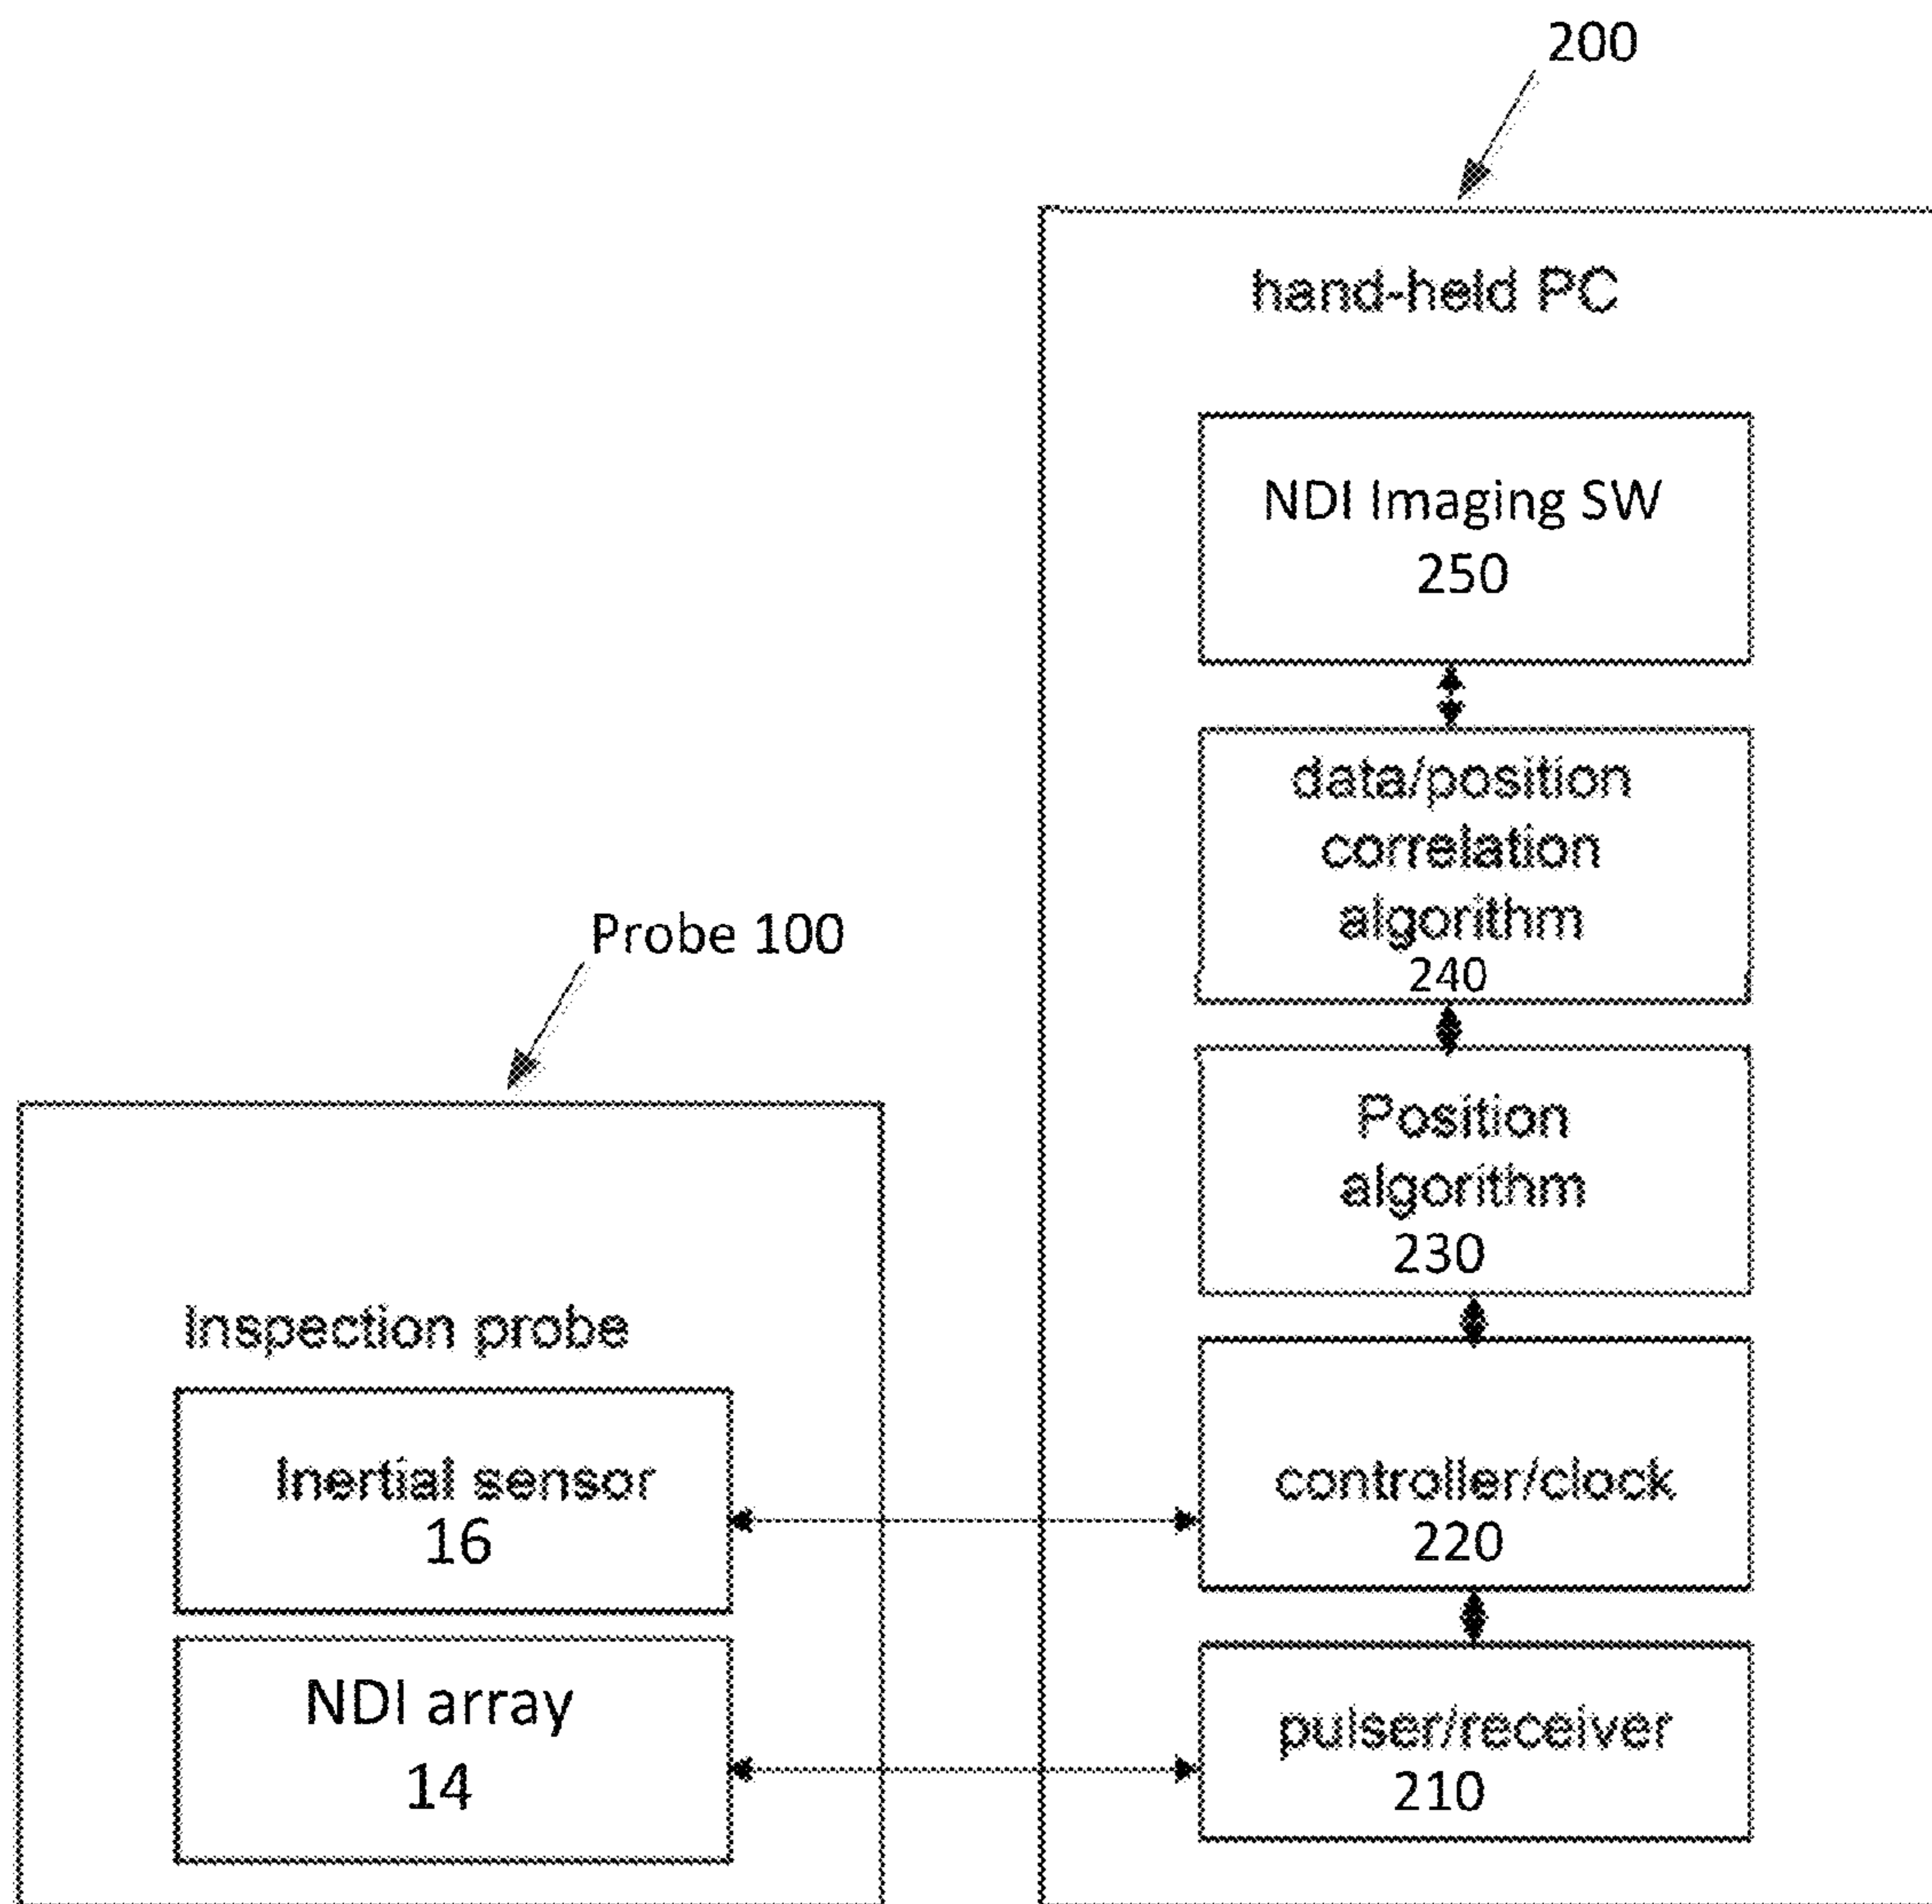 200
hand-held PC
NDI Imaging SW
250
data/position
correlation
algorithm
240
Probe 100
Position
algorithm
230
Inspection probe
Inertial sensor
16
controller/clock
220
NDI array
14
pulser/receiver
210